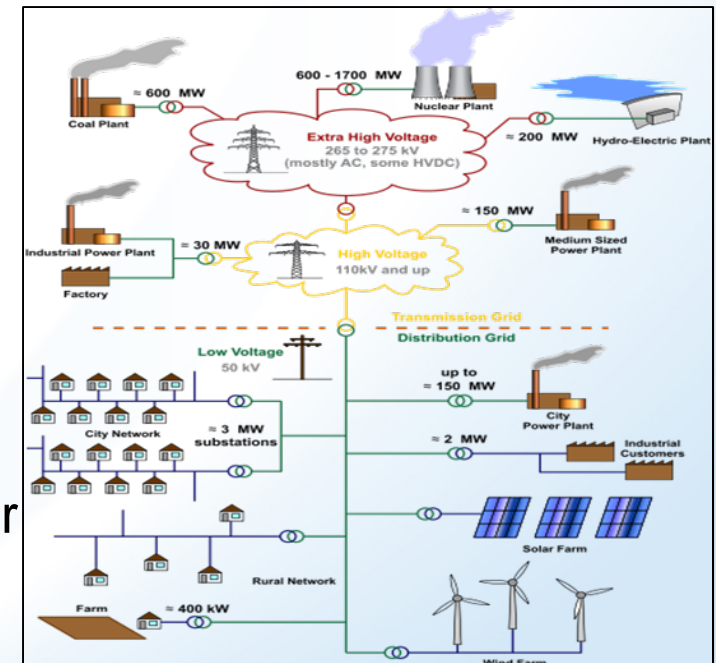 ≈ 600 MW
Coal Plant
600 - 1700 MW
Nuclear Plant
≈ 200 MW
Hydro-Electric Plant
Extra High Voltage
265 to 275 kV
(mostly AC, some HVDC)
≈ 150 MW
Medium Sized
Power Plant
Industrial Power Plant
≈ 30 MW
Factory
High Voltage
110kV and up
Transmission Grid
Distribution Grid
Low Voltage
50 kV
up to
≈ 150 MW
City
Power Plant
City Network
≈ 3 MW
substations
≈ 2 MW
Industrial
Customers
r
Solar Farm
Rural Network
Farm
≈ 400 kW
Wind Farm